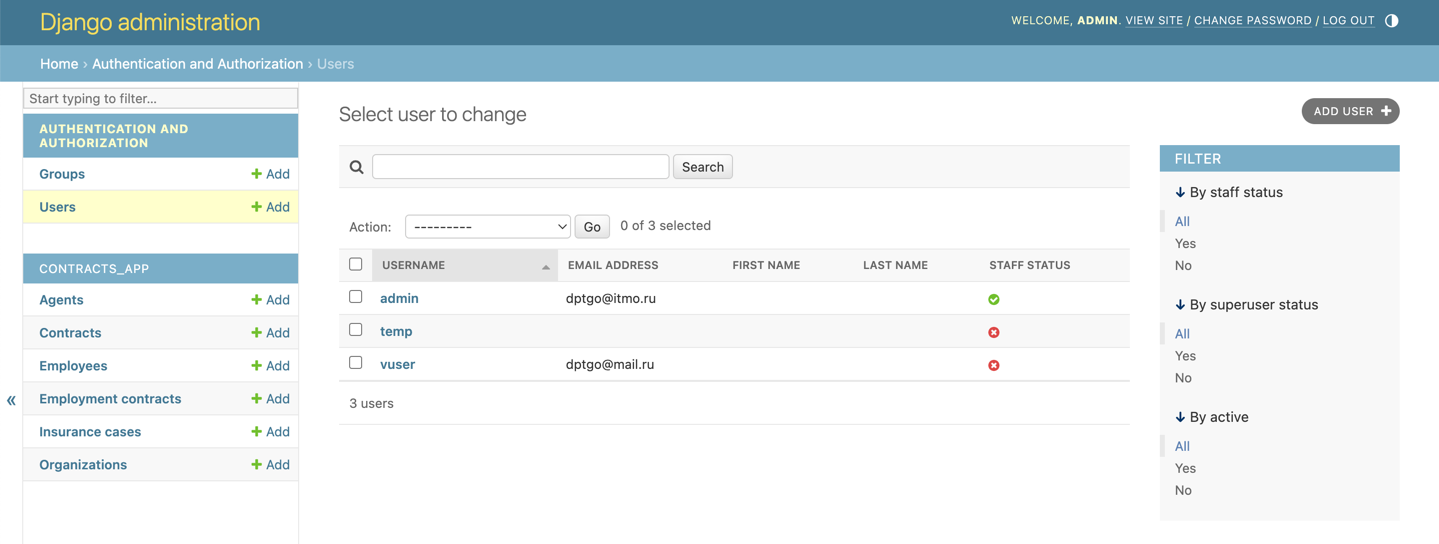 Django administration
WELCOME, ADMIN. VIEW SITE / CHANGE PASSWORD / LOG OUT
Home › Authentication and Authorization › Users
Start typing to filter...
AUTHENTICATION AND
AUTHORIZATION
Groups + Add
Users + Add
CONTRACTS_APP
Agents + Add
Contracts + Add
Employees + Add
Employment contracts + Add
Insurance cases + Add
Organizations + Add
«
Select user to change
ADD USER +
Search
Action: --------- Go 0 of 3 selected
USERNAME EMAIL ADDRESS FIRST NAME LAST NAME STAFF STATUS
admin dptgo@itmo.ru
temp
vuser dptgo@mail.ru
3 users
FILTER
↓ By staff status
All
Yes
No
↓ By superuser status
All
Yes
No
↓ By active
All
Yes
No